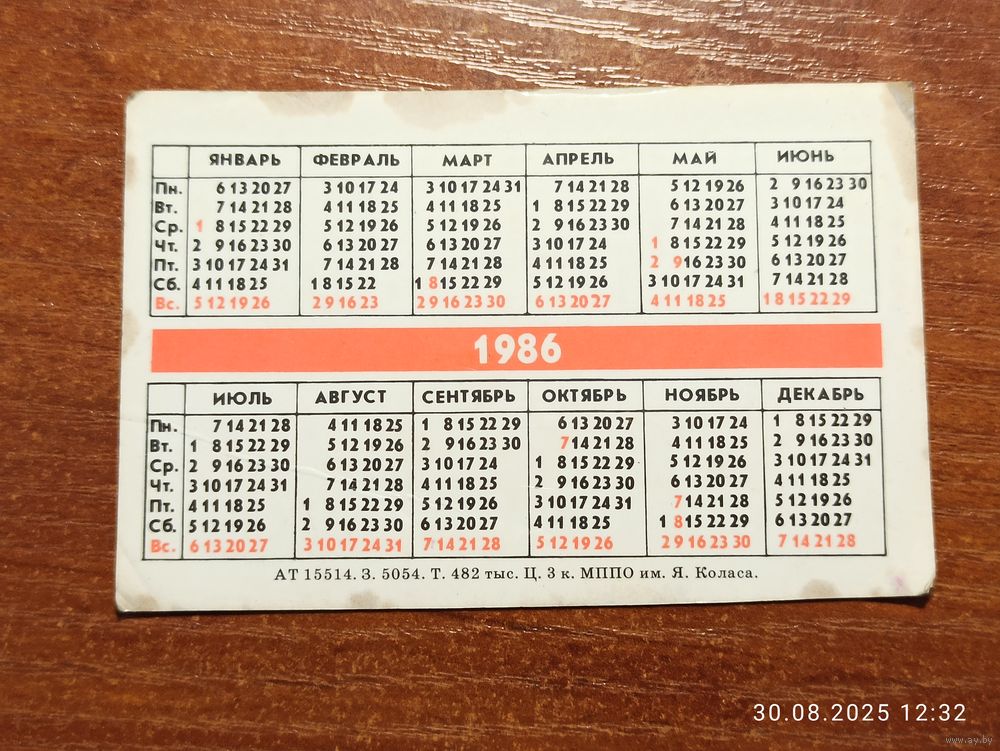 ЯНВАРЬ ФЕВРАЛЬ МАРТ АПРЕЛЬ МАЙ ИЮНЬ
Пн. 6 13 20 27 3 10 17 24 3 10 17 24 31 7 14 21 28 5 12 19 26 2 9 16 23 30
Вт. 7 14 21 28 4 11 18 25 4 11 18 25 1 8 15 22 29 6 13 20 27 3 10 17 24
Ср. 1 8 15 22 29 5 12 19 26 5 12 19 26 2 9 16 23 30 7 14 21 28 4 11 18 25
Чт. 2 9 16 23 30 6 13 20 27 6 13 20 27 3 10 17 24 1 8 15 22 29 5 12 19 26
Пт. 3 10 17 24 31 7 14 21 28 7 14 21 28 4 11 18 25 2 9 16 23 30 6 13 20 27
Сб. 4 11 18 25 1 8 15 22 1 8 15 22 29 5 12 19 26 3 10 17 24 31 7 14 21 28
Вс. 5 12 19 26 2 9 16 23 2 9 16 23 30 6 13 20 27 4 11 18 25 1 8 15 22 29
1986
ИЮЛЬ АВГУСТ СЕНТЯБРЬ ОКТЯБРЬ НОЯБРЬ ДЕКАБРЬ
Пн. 7 14 21 28 4 11 18 25 1 8 15 22 29 6 13 20 27 3 10 17 24 1 8 15 22 29
Вт. 1 8 15 22 29 5 12 19 26 2 9 16 23 30 7 14 21 28 4 11 18 25 2 9 16 23 30
Ср. 2 9 16 23 30 6 13 20 27 3 10 17 24 1 8 15 22 29 5 12 19 26 3 10 17 24 31
Чт. 3 10 17 24 31 7 14 21 28 4 11 18 25 2 9 16 23 30 6 13 20 27 4 11 18 25
Пт. 4 11 18 25 1 8 15 22 29 5 12 19 26 3 10 17 24 31 7 14 21 28 5 12 19 26
Сб. 5 12 19 26 2 9 16 23 30 6 13 20 27 4 11 18 25 1 8 15 22 29 6 13 20 27
Вс. 6 13 20 27 3 10 17 24 31 7 14 21 28 5 12 19 26 2 9 16 23 30 7 14 21 28
АТ 15514. З. 5054. Т. 482 тыс. Ц. 3 к. МППО им. Я. Коласа.
30.08.2025 12:32
www.ay.by